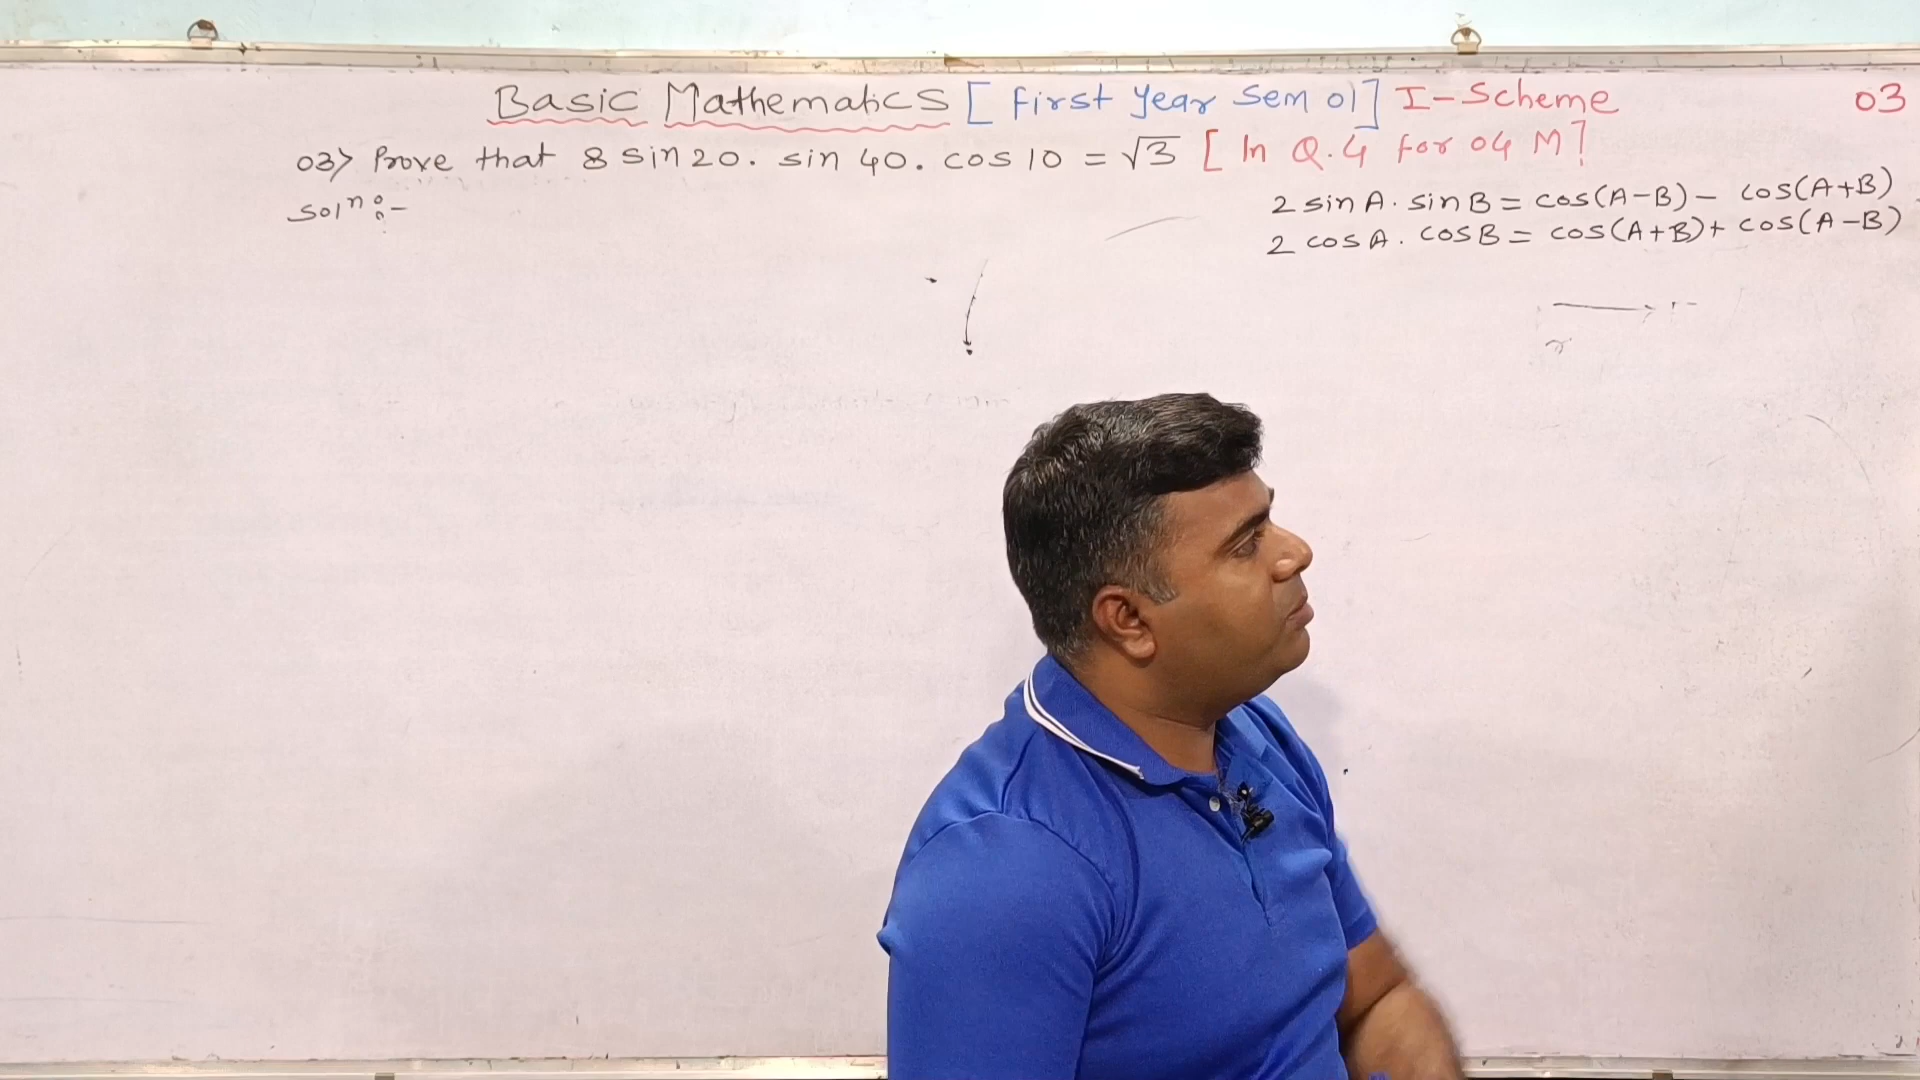 Basic Mathematics [First Year Sem 01] I-Scheme 03
03> Prove that 8 sin 20. sin 40. cos 10 = √3 [In Q.4 for 04 M]
Solⁿ:-
2 sin A. sin B = cos(A-B) - cos(A+B)
2 cos A. cos B = cos(A+B) + cos(A-B)